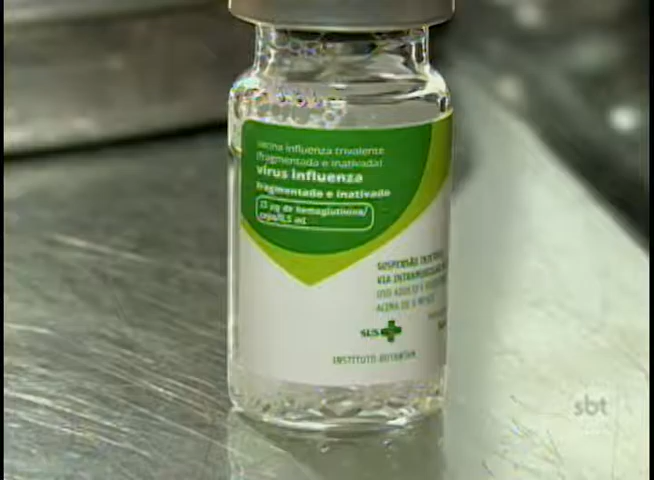 vacina influenza trivalente
(fragmentada e inativada)
vírus influenza
fragmentado e inativado
15 µg de hemaglutinina/
cepa/0,5 mL
SUSPENSÃO
VIA INTRAMUSCULAR
USO ADULTO E
ACIMA DE 6 MESES
SUS
INSTITUTO BUTANTAN
sbt